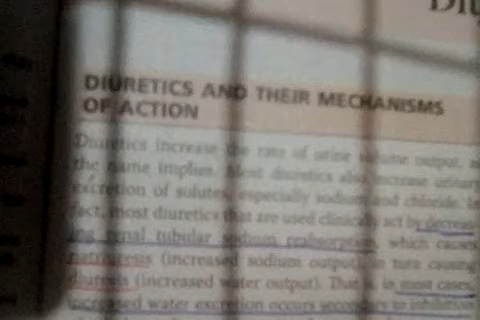 Diu
DIURETICS AND THEIR MECHANISMS
OF ACTION
Diuretics increase the rate of urine volume output, as
the name implies. Most diuretics also increase urinary
excretion of solutes, especially sodium and chloride. In
fact, most diuretics that are used clinically act by decreas-
ing renal tubular sodium reabsorption, which causes
natriuresis (increased sodium output), in turn causing
diuresis (increased water output). That is, in most cases,
increased water excretion occurs secondary to inhibition